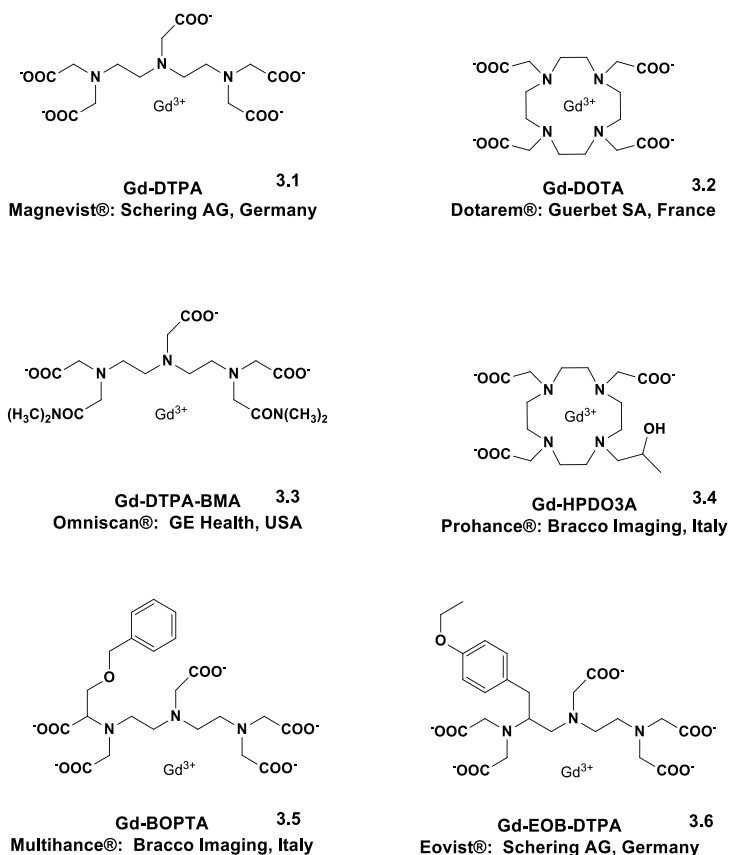 COO-
-OOC N N N COO-
-OOC Gd3+ COO-
Gd-DTPA 3.1
Magnevist®: Schering AG, Germany
-OOC COO-
N N
Gd3+
N N
-OOC COO-
Gd-DOTA 3.2
Dotarem®: Guerbet SA, France
COO-
-OOC N N N COO-
(H3C)2NOC Gd3+ CON(CH3)2
Gd-DTPA-BMA 3.3
Omniscan®: GE Health, USA
-OOC COO-
N N
Gd3+ OH
N N
-OOC
Gd-HPDO3A 3.4
Prohance®: Bracco Imaging, Italy
O
COO-
-OOC N N N COO-
-OOC Gd3+ COO-
Gd-BOPTA 3.5
Multihance®: Bracco Imaging, Italy
O
COO-
-OOC N N N COO-
-OOC Gd3+ COO-
Gd-EOB-DTPA 3.6
Eovist®: Schering AG, Germany